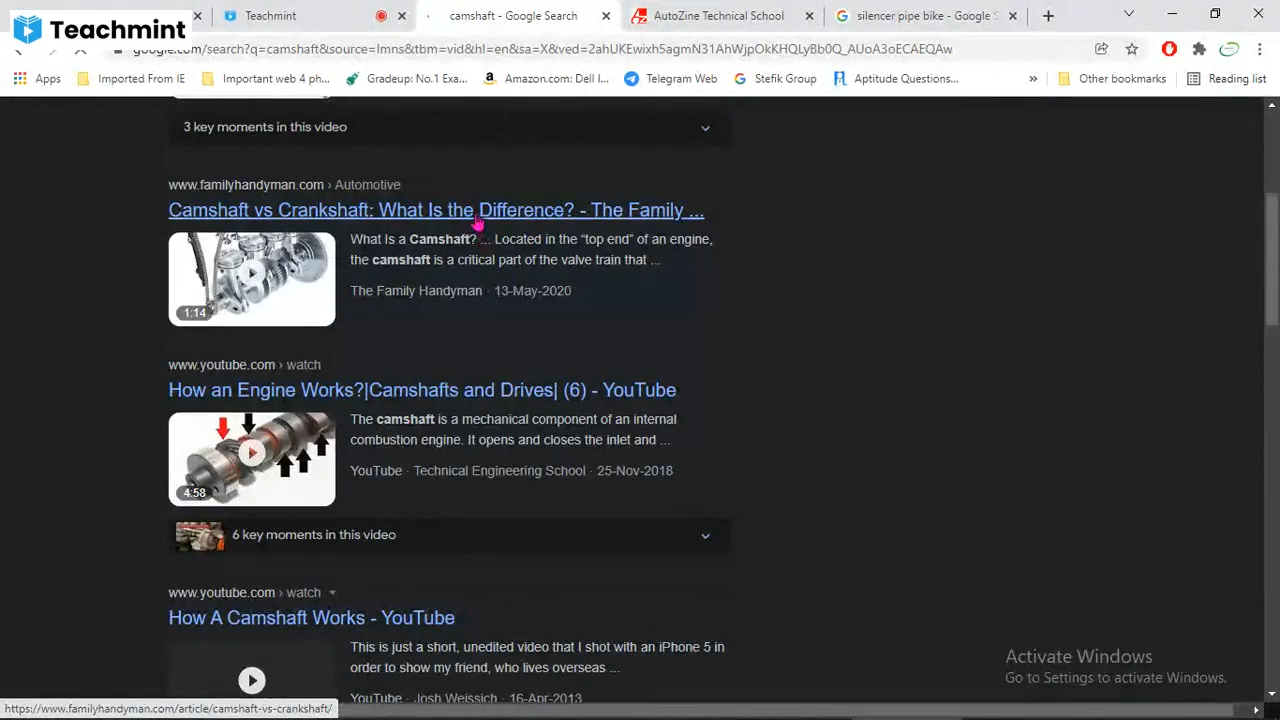 Teachmint
Teachmint
camshaft - Google Search
AutoZine Technical School
silencer pipe bike - Google S
google.com/search?q=camshaft&source=lmns&tbm=vid&hl=en&sa=X&ved=2ahUKEwixh5agmN31AhWjpOkKHQLyBb0Q_AUoA3oECAEQAw
Apps
Imported From IE
Important web 4 ph...
Gradeup: No.1 Exa...
Amazon.com: Dell I...
Telegram Web
Stefik Group
Aptitude Questions...
»
Other bookmarks
Reading list
3 key moments in this video
www.familyhandyman.com › Automotive
Camshaft vs Crankshaft: What Is the Difference? - The Family ...
What Is a Camshaft? ... Located in the “top end” of an engine,
the camshaft is a critical part of the valve train that ...
1:14
The Family Handyman · 13-May-2020
www.youtube.com › watch
How an Engine Works?|Camshafts and Drives| (6) - YouTube
The camshaft is a mechanical component of an internal
combustion engine. It opens and closes the inlet and ...
4:58
YouTube · Technical Engineering School · 25-Nov-2018
6 key moments in this video
www.youtube.com › watch
How A Camshaft Works - YouTube
This is just a short, unedited video that I shot with an iPhone 5 in
order to show my friend, who lives overseas ...
YouTube · Josh Weissich · 16-Apr-2013
Activate Windows
Go to Settings to activate Windows.
https://www.familyhandyman.com/article/camshaft-vs-crankshaft/